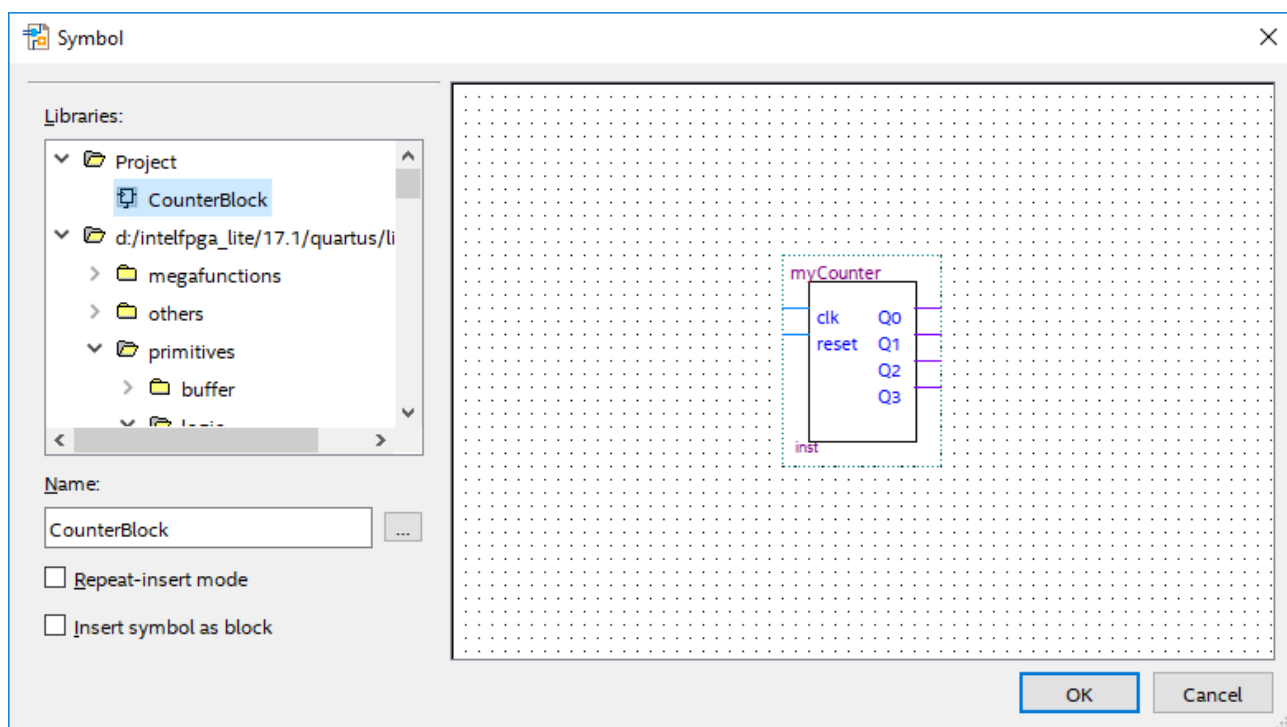 Symbol
Libraries:
Project
CounterBlock
d:/intelfpga_lite/17.1/quartus/li
megafunctions
others
primitives
buffer
logic
Name:
CounterBlock
...
Repeat-insert mode
Insert symbol as block
myCounter
clk Q0
reset Q1
Q2
Q3
inst
OK Cancel